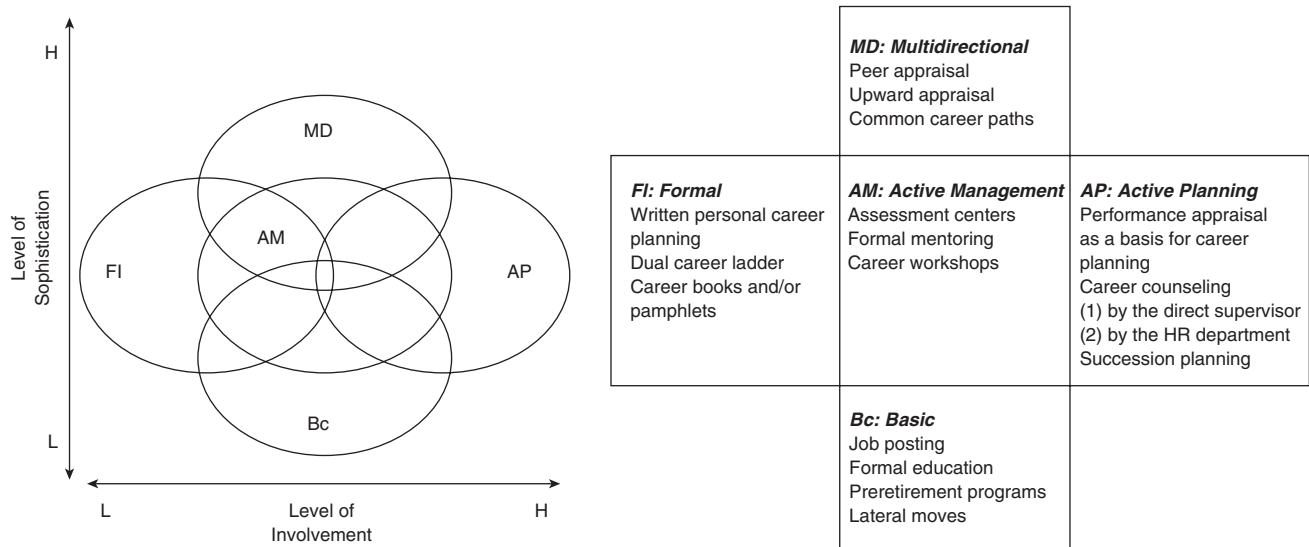 H
Level of
Sophistication
L
MD
FI
AM
AP
Bc
L
Level of
Involvement
H
MD: Multidirectional
Peer appraisal
Upward appraisal
Common career paths
FI: Formal
Written personal career
planning
Dual career ladder
Career books and/or
pamphlets
AM: Active Management
Assessment centers
Formal mentoring
Career workshops
AP: Active Planning
Performance appraisal
as a basis for career
planning
Career counseling
(1) by the direct supervisor
(2) by the HR department
Succession planning
Bc: Basic
Job posting
Formal education
Preretirement programs
Lateral moves